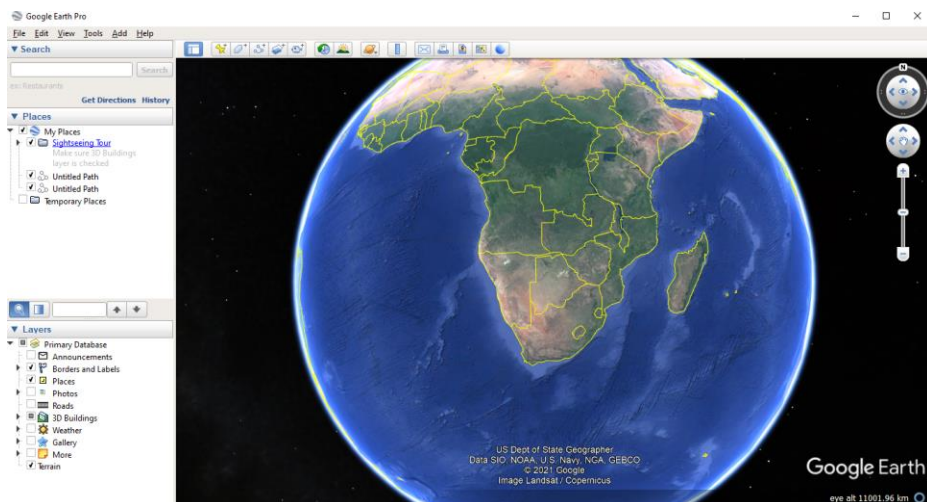 Google Earth Pro
File Edit View Tools Add Help
Search
Search
ex: Restaurants
Get Directions History
Places
My Places
Sightseeing Tour
Make sure 3D Buildings
layer is checked
Untitled Path
Untitled Path
Temporary Places
Layers
Primary Database
Announcements
Borders and Labels
Places
Photos
Roads
3D Buildings
Weather
Gallery
More
Terrain
N
US Dept of State Geographer
Data SIO, NOAA, U.S. Navy, NGA, GEBCO
© 2021 Google
Image Landsat / Copernicus
Google Earth
eye alt 11001.96 km